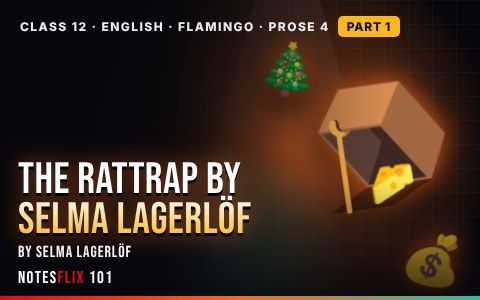 CLASS 12 · ENGLISH · FLAMINGO · PROSE 4 PART 1
THE RATTRAP BY
SELMA LAGERLÖF
BY SELMA LAGERLÖF
NOTESFLIX 101
$